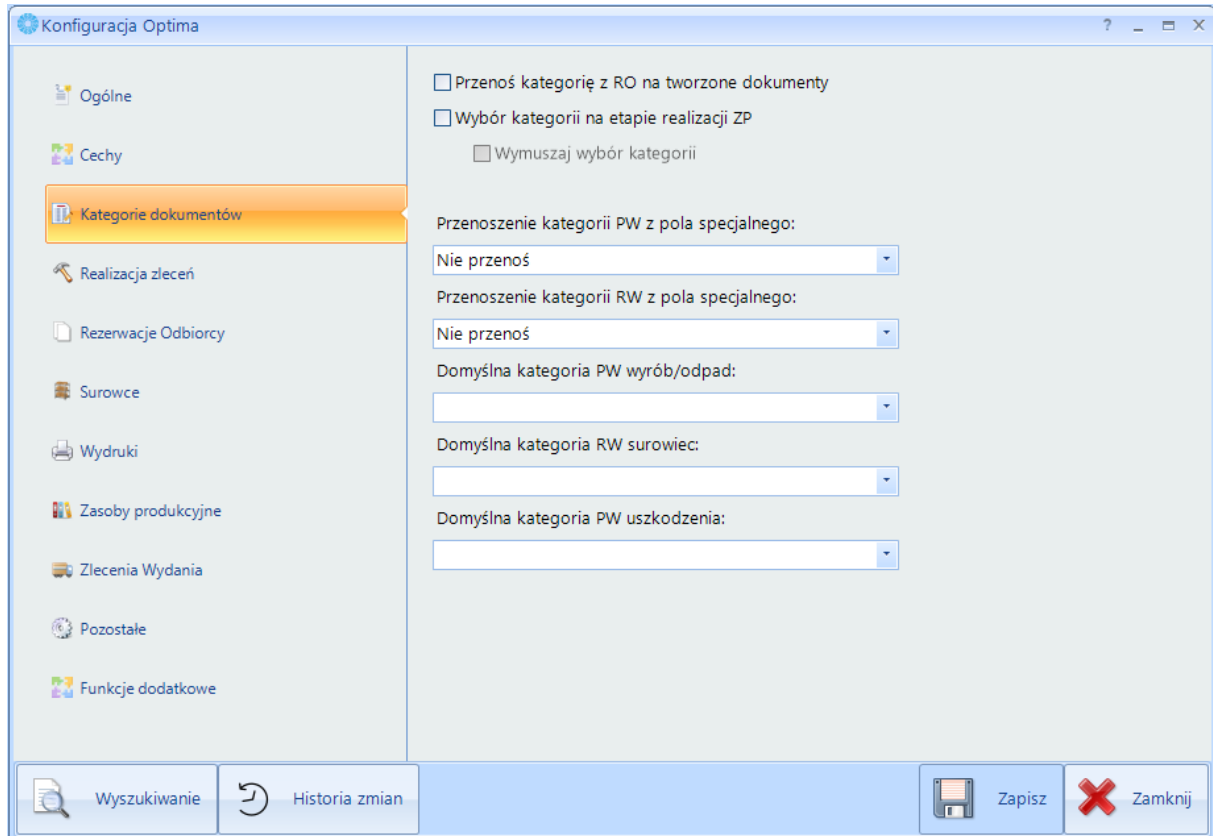 Konfiguracja Optima
Ogólne
Cechy
Kategorie dokumentów
Realizacja zleceń
Rezerwacje Odbiorcy
Surowce
Wydruki
Zasoby produkcyjne
Zlecenia Wydania
Pozostałe
Funkcje dodatkowe
Przenoś kategorię z RO na tworzone dokumenty
Wybór kategorii na etapie realizacji ZP
Wymuszaj wybór kategorii
Przenoszenie kategorii PW z pola specjalnego:
Nie przenoś
Przenoszenie kategorii RW z pola specjalnego:
Nie przenoś
Domyślna kategoria PW wyrób/odpad:
Domyślna kategoria RW surowiec:
Domyślna kategoria PW uszkodzenia:
Wyszukiwanie
Historia zmian
Zapisz
Zamknij